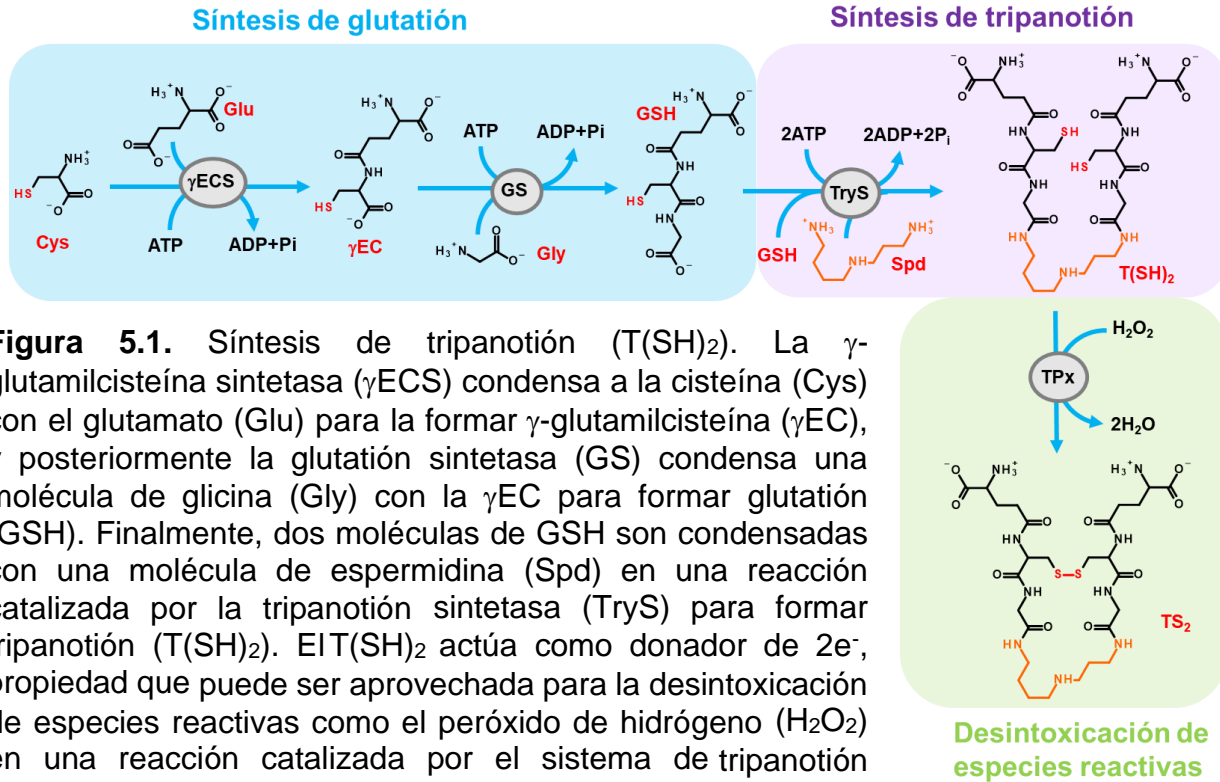 Síntesis de glutatión
Síntesis de tripanotión
Glu
Cys
γECS
ATP
ADP+Pi
γEC
ATP
ADP+Pi
GS
Gly
GSH
2ATP
2ADP+2Pi
TryS
GSH
Spd
T(SH)2
H2O2
TPx
2H2O
TS2
Desintoxicación de
especies reactivas
Figura 5.1. Síntesis de tripanotión (T(SH)2). La γ-
glutamilcisteína sintetasa (γECS) condensa a la cisteína (Cys)
con el glutamato (Glu) para la formar γ-glutamilcisteína (γEC),
y posteriormente la glutatión sintetasa (GS) condensa una
molécula de glicina (Gly) con la γEC para formar glutatión
(GSH). Finalmente, dos moléculas de GSH son condensadas
con una molécula de espermidina (Spd) en una reacción
catalizada por la tripanotión sintetasa (TryS) para formar
tripanotión (T(SH)2). El T(SH)2 actúa como donador de 2e-,
propiedad que puede ser aprovechada para la desintoxicación
de especies reactivas como el peróxido de hidrógeno (H2O2)
en una reacción catalizada por el sistema de tripanotión